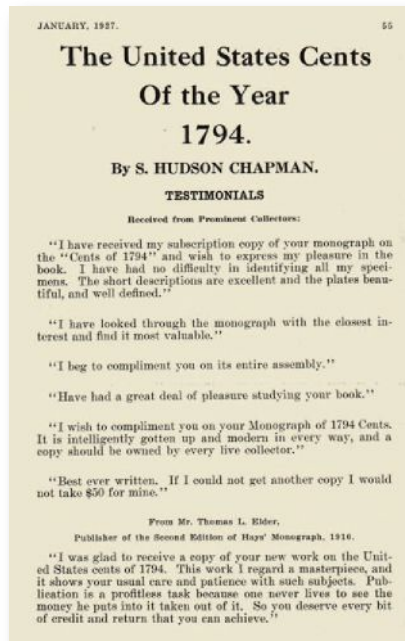 JANUARY, 1927. 55
The United States Cents
Of the Year
1794.
By S. HUDSON CHAPMAN.
TESTIMONIALS
Received from Prominent Collectors:
"I have received my subscription copy of your monograph on
the "Cents of 1794" and wish to express my pleasure in the
book. I have had no difficulty in identifying all my speci-
mens. The short descriptions are excellent and the plates beau-
tiful, and well defined."
"I have looked through the monograph with the closest in-
terest and find it most valuable."
"I beg to compliment you on its entire assembly."
"Have had a great deal of pleasure studying your book."
"I wish to compliment you on your Monograph of 1794 Cents.
It is intelligently gotten up and modern in every way, and a
copy should be owned by every live collector."
"Best ever written. If I could not get another copy I would
not take $50 for mine."
From Mr. Thomas L. Elder,
Publisher of the Second Edition of Hays' Monograph, 1916.
"I was glad to receive a copy of your new work on the Unit-
ed States cents of 1794. This work I regard a masterpiece, and
it shows your usual care and patience with such subjects. Pub-
lication is a profitless task because one never lives to see the
money he puts into it taken out of it. So you deserve every bit
of credit and return that you can achieve."